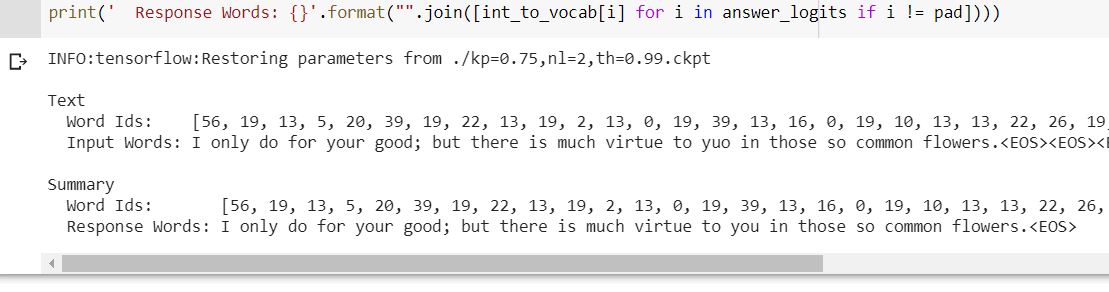 print('  Response Words: {}'.format("".join([int_to_vocab[i] for i in answer_logits if i != pad])))
INFO:tensorflow:Restoring parameters from ./kp=0.75,nl=2,th=0.99.ckpt
Text
Word Ids:    [56, 19, 13, 5, 20, 39, 19, 22, 13, 19, 2, 13, 0, 19, 39, 13, 16, 0, 19, 10, 13, 13, 22, 26, 19
Input Words: I only do for your good; but there is much virtue to yuo in those so common flowers.<EOS><EOS><E
Summary
Word Ids:       [56, 19, 13, 5, 20, 39, 19, 22, 13, 19, 2, 13, 0, 19, 39, 13, 16, 0, 19, 10, 13, 13, 22, 26,
Response Words: I only do for your good; but there is much virtue to you in those so common flowers.<EOS>